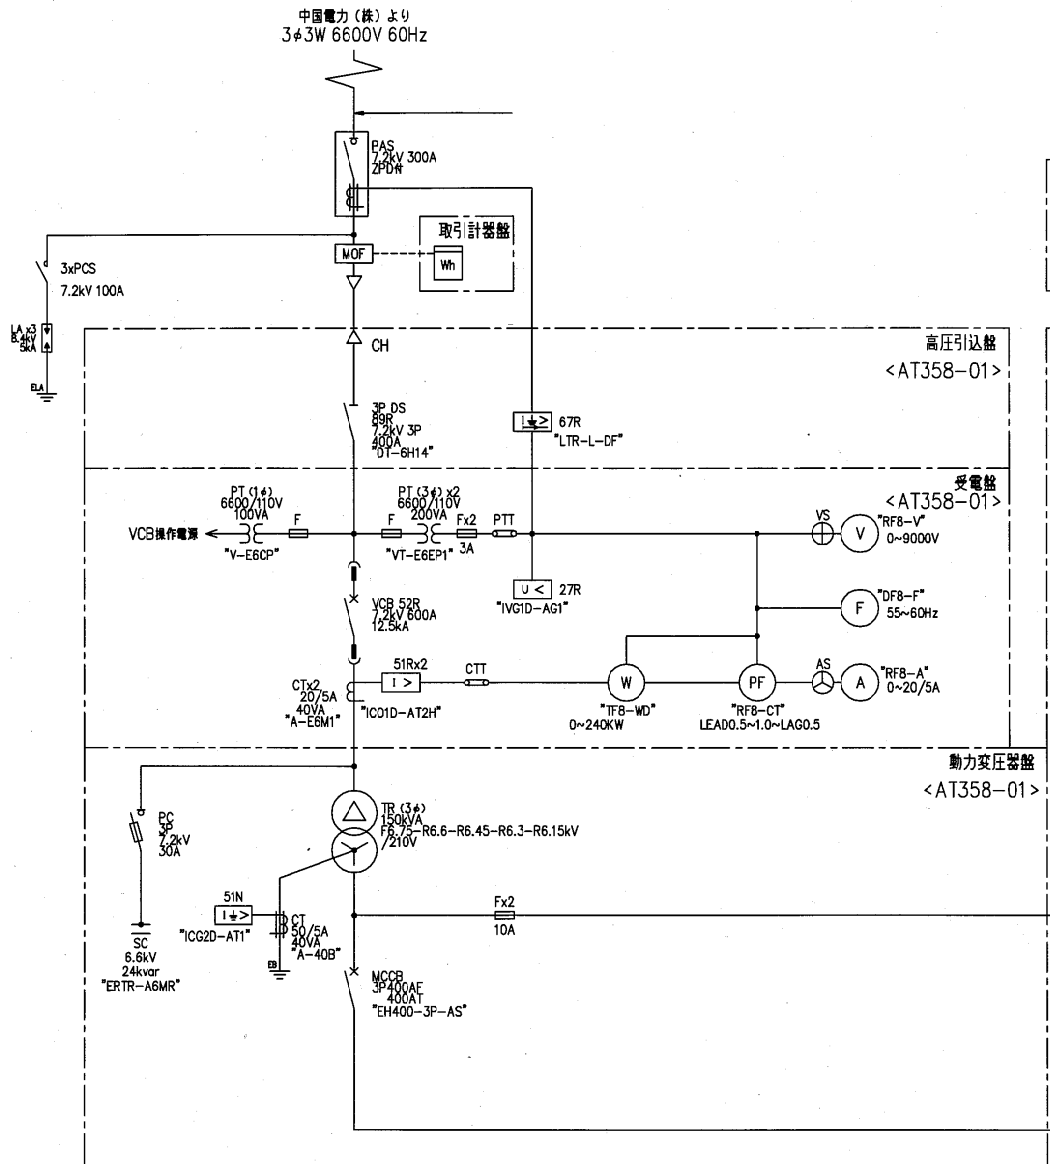 中国電力（株）より
3φ3W 6600V 60Hz
PAS
7.2kV 300A
ZPD付
取引計器盤
MOF
Wh
3xPCS
7.2kV 100A
LA x3
8.4kV
5kA
ELA
CH
高圧引込盤
<AT358-01>
3P DS
89R
7.2kV 3P
400A
"DT-6H14"
I ⏚ > 67R
"LTR-L-DF"
受電盤
<AT358-01>
PT (1φ)
6600/110V
100VA
F
VCB操作電源
"V-E6CP"
PT (3φ) x2
6600/110V
200VA
F
Fx2
3A
PTT
"VT-E6EP1"
VS
V
"RF8-V"
0~9000V
U < 27R
"IVG1D-AG1"
VCB 52R
7.2kV 600A
12.5kA
F
"DF8-F"
55~60Hz
CTx2
20/5A
40VA
"A-E6M1"
51Rx2
I >
"ICO1D-AT2H"
CTT
W
"TF8-WD"
0~240KW
PF
"RF8-CT"
LEAD0.5~1.0~LAG0.5
AS
A
"RF8-A"
0~20/5A
動力変圧器盤
<AT358-01>
PC
3P
7.2kV
30A
TR (3φ)
150kVA
F6.75-R6.6-R6.45-R6.3-R6.15kV
/210V
51N
I ⏚ >
"ICG2D-AT1"
CT
50/5A
40VA
"A-40B"
EB
Fx2
10A
SC
6.6kV
24kvar
"ERTR-A6MR"
MCCB
3P400AF
400AT
"EH400-3P-AS"